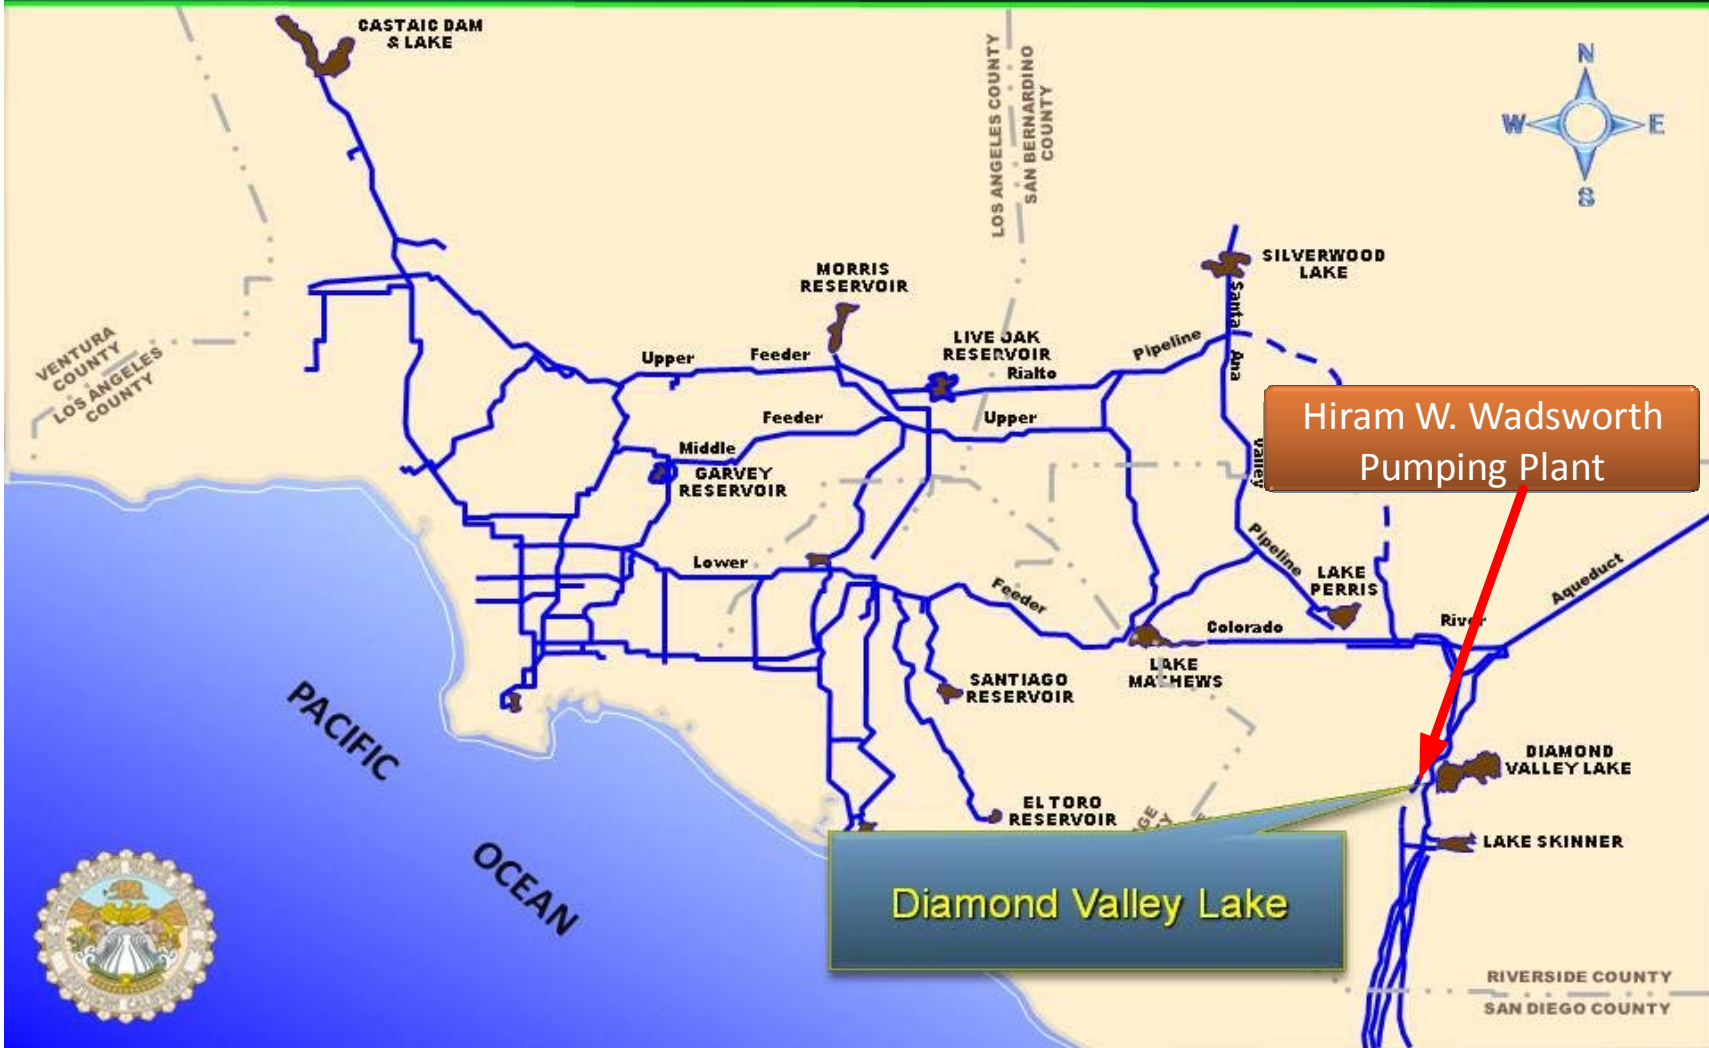 CASTAIC DAM
& LAKE
LOS ANGELES COUNTY
SAN BERNARDINO
COUNTY
N
W
E
S
SILVERWOOD
LAKE
MORRIS
RESERVOIR
VENTURA
COUNTY
LOS ANGELES
COUNTY
Upper
Feeder
LIVE OAK
RESERVOIR
Rialto
Pipeline
Santa
Ana
Valley
Pipeline
Hiram W. Wadsworth
Pumping Plant
Feeder
Upper
Middle
GARVEY
RESERVOIR
Lower
Feeder
LAKE
PERRIS
Aqueduct
Colorado
River
LAKE
MATHEWS
SANTIAGO
RESERVOIR
PACIFIC
OCEAN
DIAMOND
VALLEY LAKE
EL TORO
RESERVOIR
LAKE SKINNER
Diamond Valley Lake
RIVERSIDE COUNTY
SAN DIEGO COUNTY